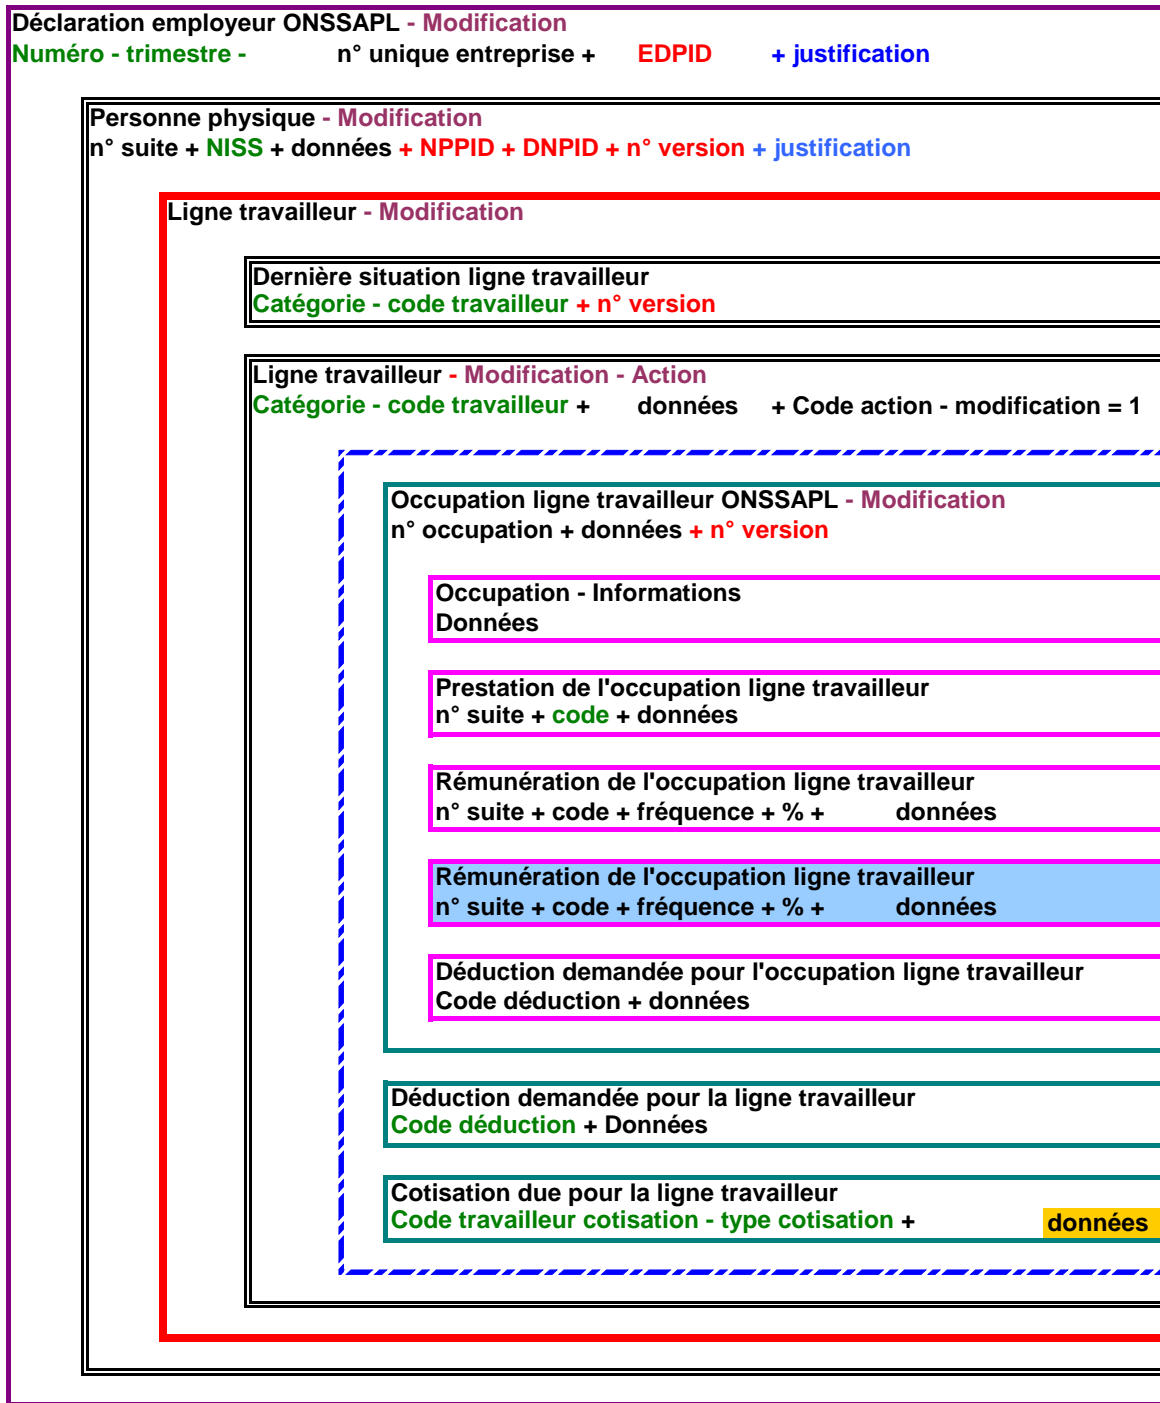 Déclaration employeur ONSSAPL - Modification
Numéro - trimestre - n° unique entreprise + EDPID + justification
Personne physique - Modification
n° suite + NISS + données + NPPID + DNPID + n° version + justification
Ligne travailleur - Modification
Dernière situation ligne travailleur
Catégorie - code travailleur + n° version
Ligne travailleur - Modification - Action
Catégorie - code travailleur + données + Code action - modification = 1
Occupation ligne travailleur ONSSAPL - Modification
n° occupation + données + n° version
Occupation - Informations
Données
Prestation de l'occupation ligne travailleur
n° suite + code + données
Rémunération de l'occupation ligne travailleur
n° suite + code + fréquence + % + données
Rémunération de l'occupation ligne travailleur
n° suite + code + fréquence + % + données
Déduction demandée pour l'occupation ligne travailleur
Code déduction + données
Déduction demandée pour la ligne travailleur
Code déduction + Données
Cotisation due pour la ligne travailleur
Code travailleur cotisation - type cotisation + données